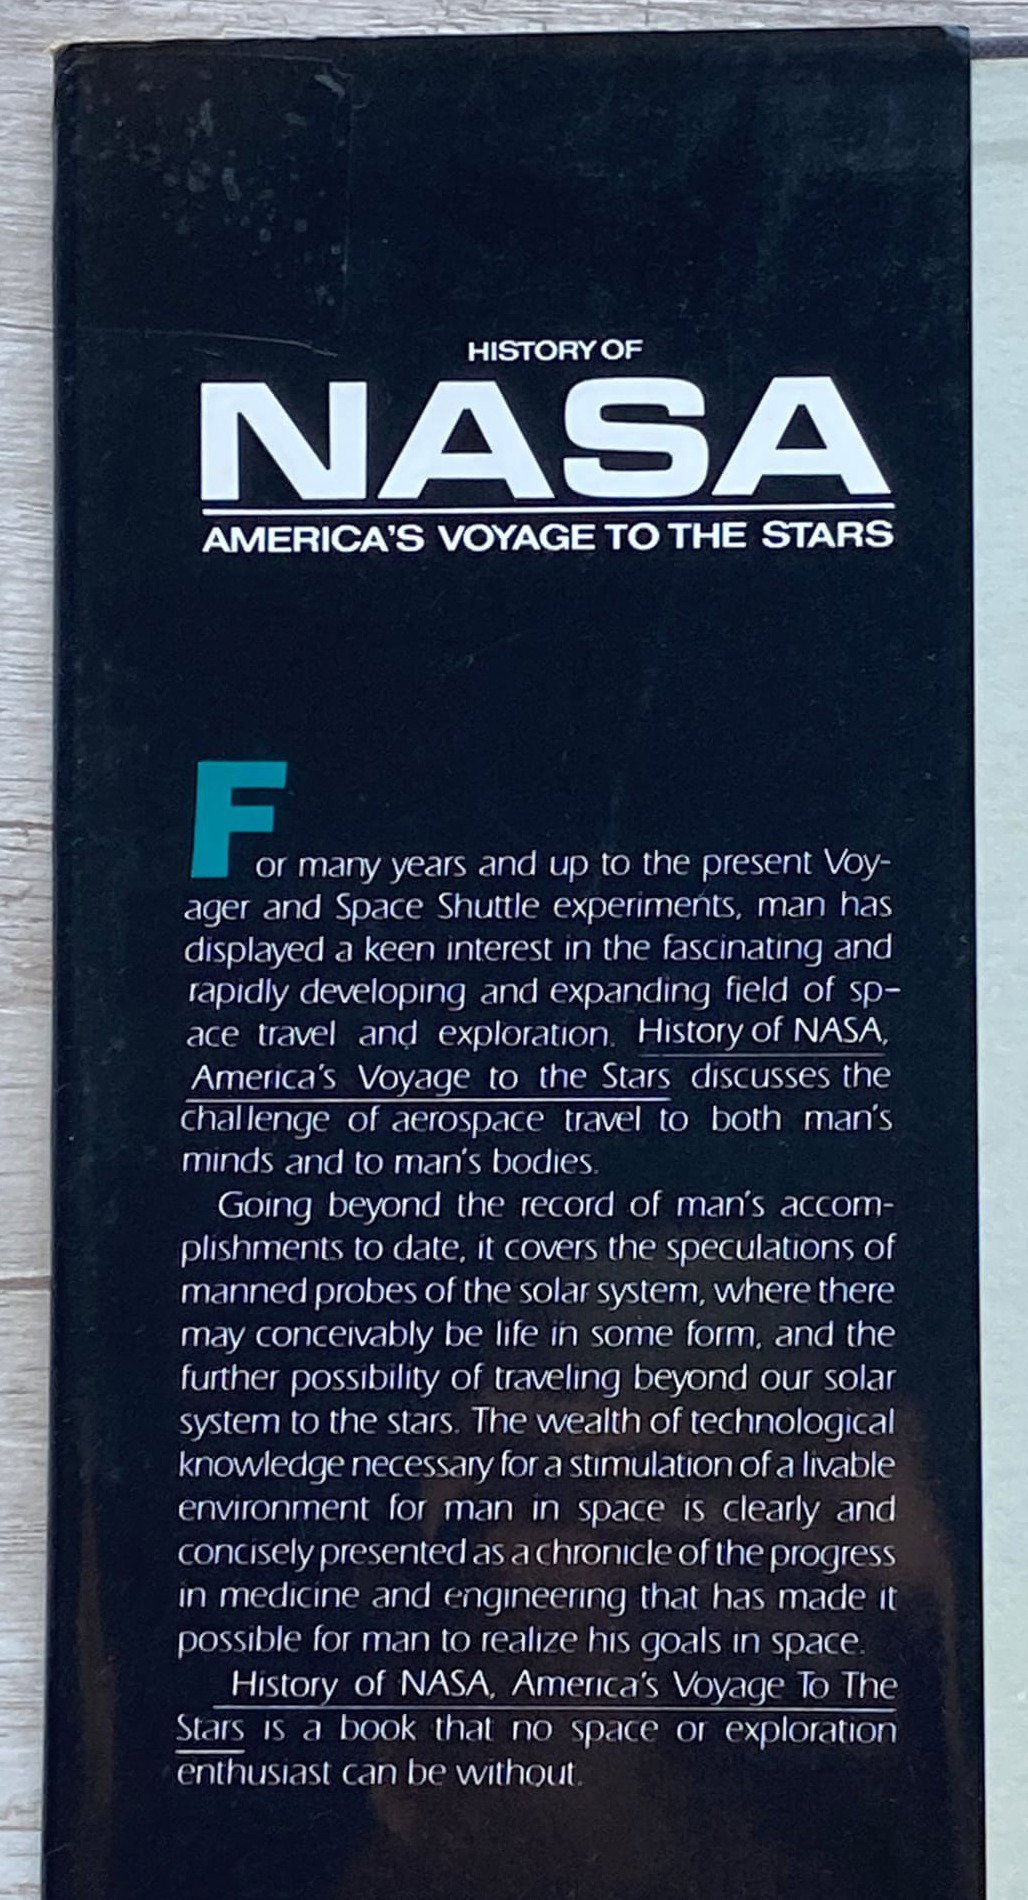 HISTORY OF
NASA
AMERICA'S VOYAGE TO THE STARS
For many years and up to the present Voy-
ager and Space Shuttle experiments, man has
displayed a keen interest in the fascinating and
rapidly developing and expanding field of sp-
ace travel and exploration. History of NASA,
America's Voyage to the Stars discusses the
challenge of aerospace travel to both man's
minds and to man's bodies.
Going beyond the record of man's accom-
plishments to date, it covers the speculations of
manned probes of the solar system, where there
may conceivably be life in some form, and the
further possibility of traveling beyond our solar
system to the stars. The wealth of technological
knowledge necessary for a stimulation of a livable
environment for man in space is clearly and
concisely presented as a chronicle of the progress
in medicine and engineering that has made it
possible for man to realize his goals in space.
History of NASA, America's Voyage To The
Stars is a book that no space or exploration
enthusiast can be without.